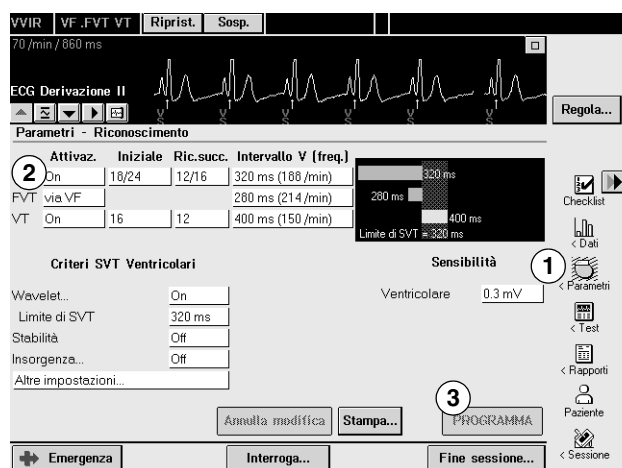 VVIR VF .FVT VT Riprist. Sosp.
70 /min / 860 ms
ECG Derivazione II
V S V S V S V S V S V S
Regola...
Parametri - Riconoscimento
Attivaz. Iniziale Ric.succ. Intervallo V (freq.)
2 On 18/24 12/16 320 ms (188 /min)
FVT via VF 280 ms (214 /min)
VT On 16 12 400 ms (150 /min)
320 ms
280 ms
400 ms
Limite di SVT = 320 ms
Criteri SVT Ventricolari
Wavelet... On
Limite di SVT 320 ms
Stabilità Off
Insorgenza... Off
Altre impostazioni...
Sensibilità
Ventricolare 0.3 mV
Checklist
< Dati
1
< Parametri
< Test
< Rapporti
Paziente
< Sessione
3
Annulla modifica Stampa... PROGRAMMA
Emergenza Interroga... Fine sessione...